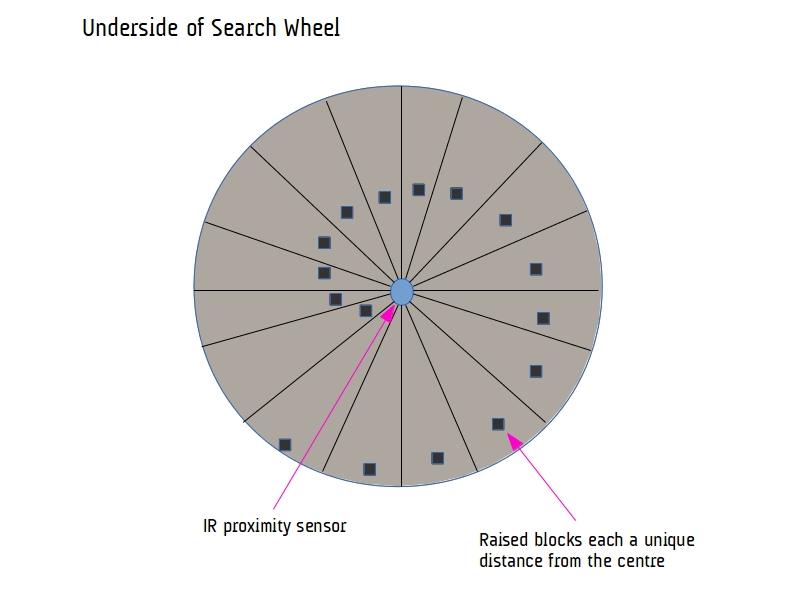 Underside of Search Wheel
IR proximity sensor
Raised blocks each a unique
distance from the centre